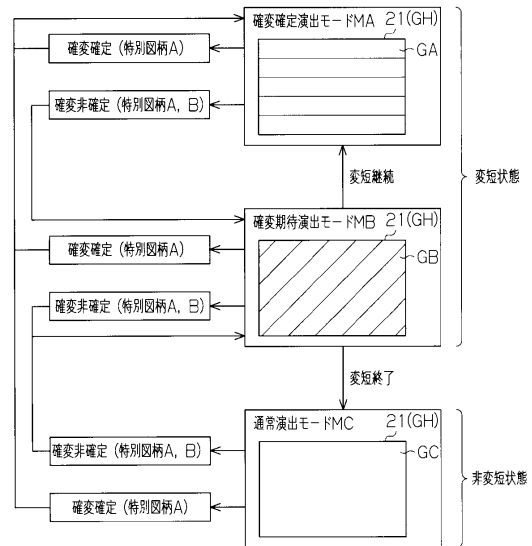 確変確定演出モードMA 21(GH)
GA
確変確定 (特別図柄A)
確変非確定 (特別図柄A, B)
変短継続
変短状態
確変期待演出モードMB 21(GH)
GB
確変確定 (特別図柄A)
確変非確定 (特別図柄A, B)
変短終了
通常演出モードMC 21(GH)
GC
確変非確定 (特別図柄A, B)
確変確定 (特別図柄A)
非変短状態